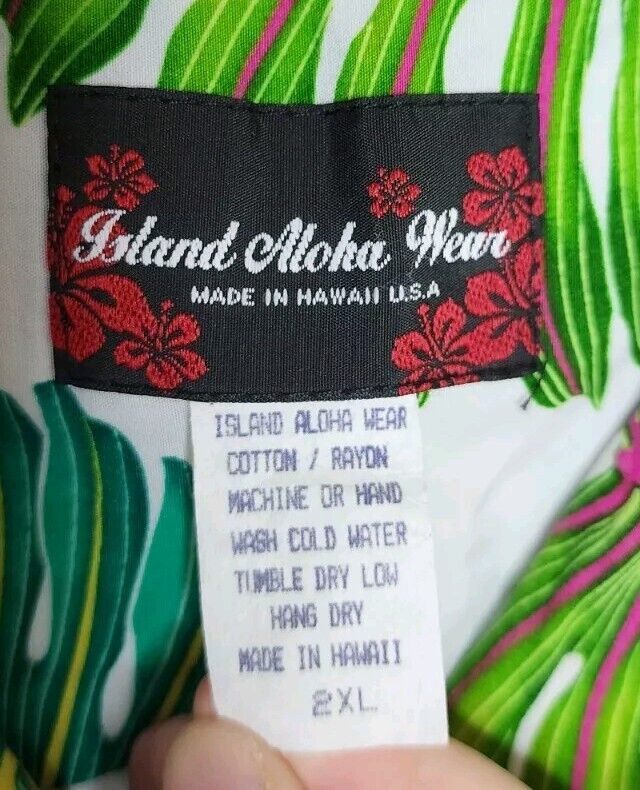 Island Aloha Wear
MADE IN HAWAII U.S.A
ISLAND ALOHA WEAR
COTTON / RAYON
MACHINE OR HAND
WASH COLD WATER
TUMBLE DRY LOW
HANG DRY
MADE IN HAWAII
2XL